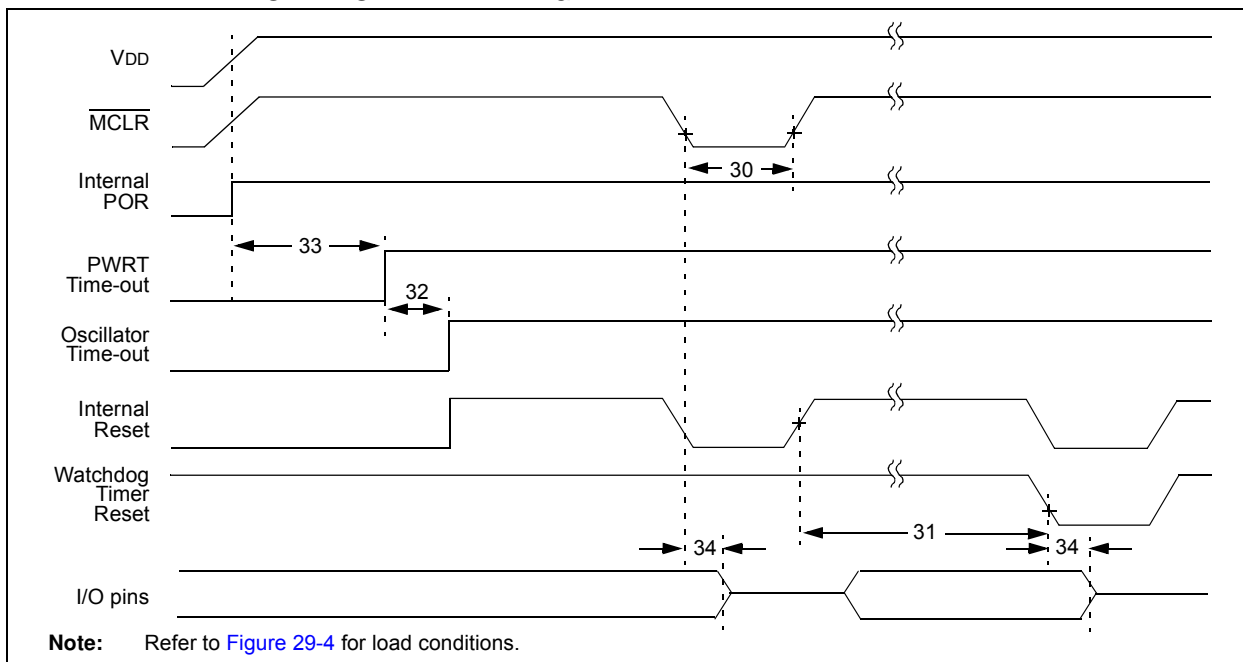 VDD
MCLR
30
Internal
POR
33
PWRT
Time-out
32
Oscillator
Time-out
Internal
Reset
Watchdog
Timer
Reset
31
34
34
I/O pins
Note: Refer to Figure 29-4 for load conditions.